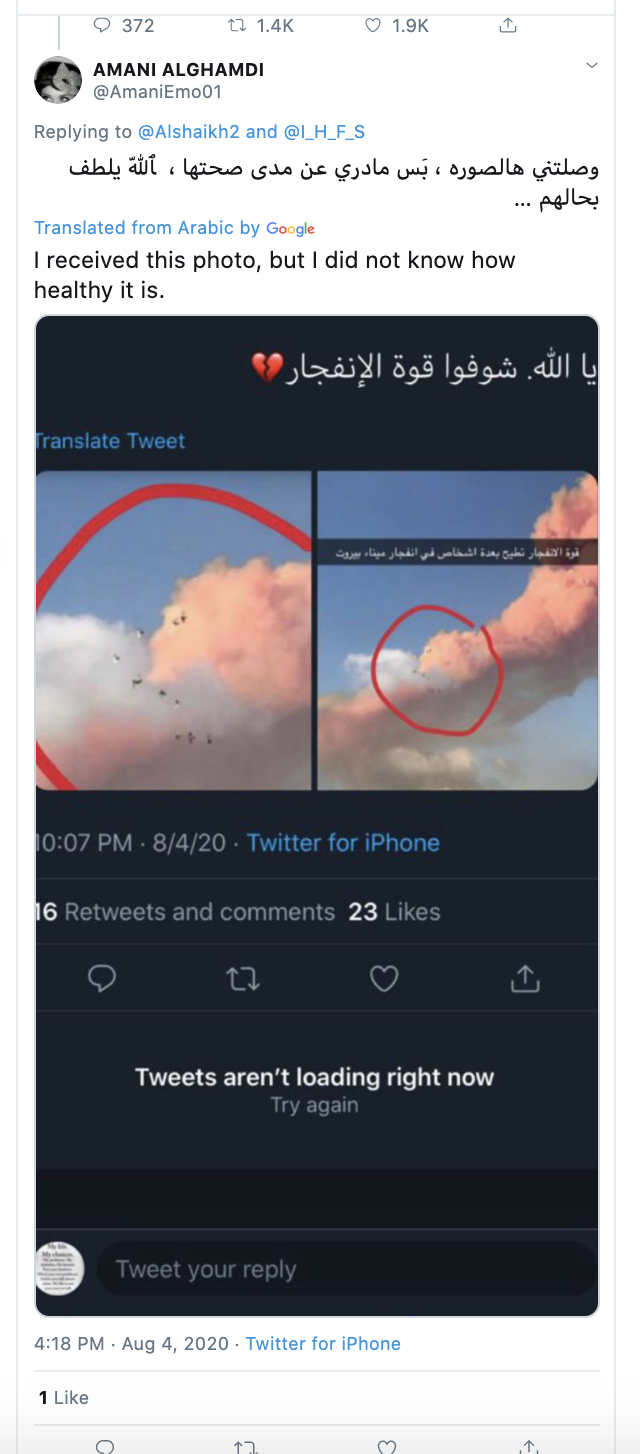 372 1.4K 1.9K
AMANI ALGHAMDI
@AmaniEmo01
Replying to @Alshaikh2 and @I_H_F_S
وصلتني هالصوره ، بَس مادري عن مدى صحتها ، ٱللَّهّ يلطف
بحالهم ...
Translated from Arabic by Google
I received this photo, but I did not know how
healthy it is.
يا الله. شوفوا قوة الإنفجار💔
Translate Tweet
قوة الانفجار تطيح بعدة اشخاص في انفجار ميناء بيروت
10:07 PM · 8/4/20 · Twitter for iPhone
16 Retweets and comments 23 Likes
Tweets aren’t loading right now
Try again
My life
My choices
Tweet your reply
4:18 PM · Aug 4, 2020 · Twitter for iPhone
1 Like